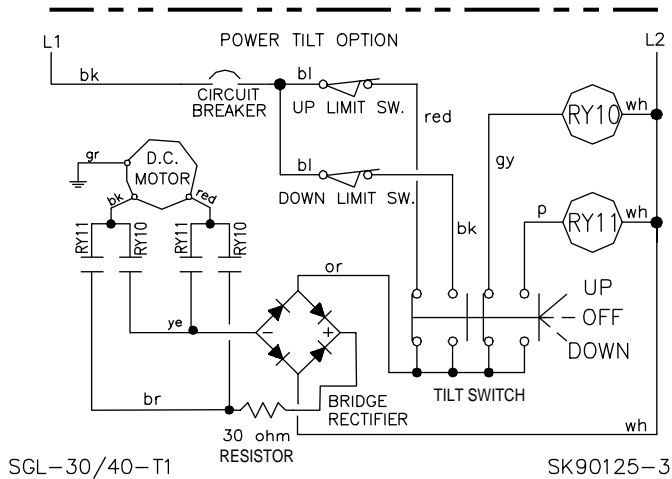 L1 POWER TILT OPTION L2
bk bl
CIRCUIT
BREAKER
UP LIMIT SW.
red
RY10 wh
gr D.C.
MOTOR
bl
gy
bk red
DOWN LIMIT SW.
p RY11 wh
RY11 RY10 RY11 RY10
bk
or
UP
OFF
DOWN
ye - +
TILT SWITCH
br
BRIDGE
RECTIFIER
30 ohm
RESISTOR
wh
SGL-30/40-T1 SK90125-3